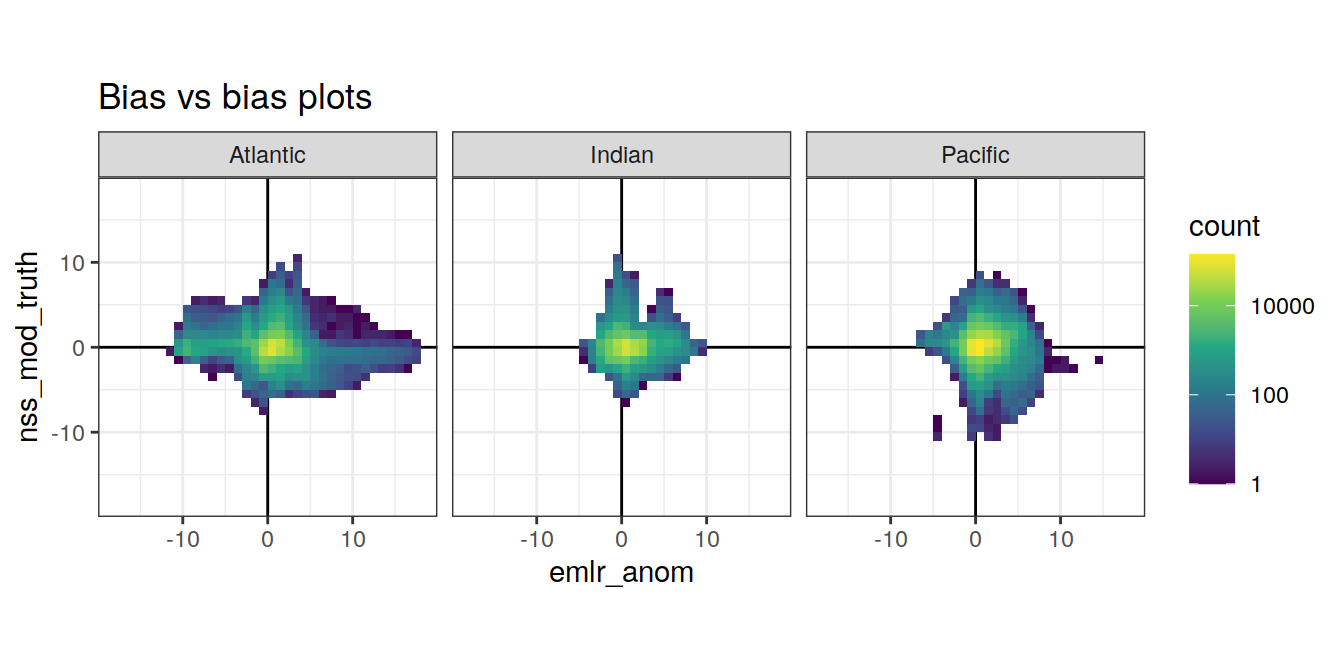 Bias vs bias plots
Atlantic Indian Pacific
count
10000
100
1
nss_mod_truth
10
0
-10
-10 0 10 -10 0 10 -10 0 10
emlr_anom